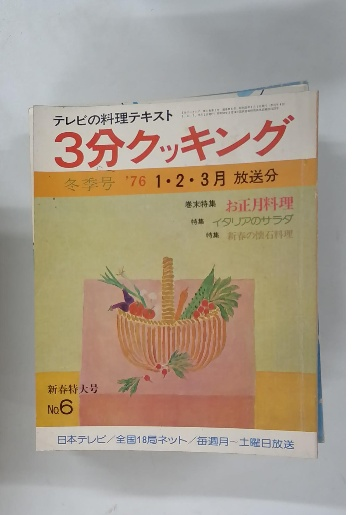 テレビの料理テキスト
3分クッキング
冬季号 '76 1・2・3月 放送分
巻末特集 お正月料理
特集 イタリアのサラダ
特集 新春の懐石料理
新春特大号
No6
日本テレビ/全国18局ネット/毎週月~土曜日放送